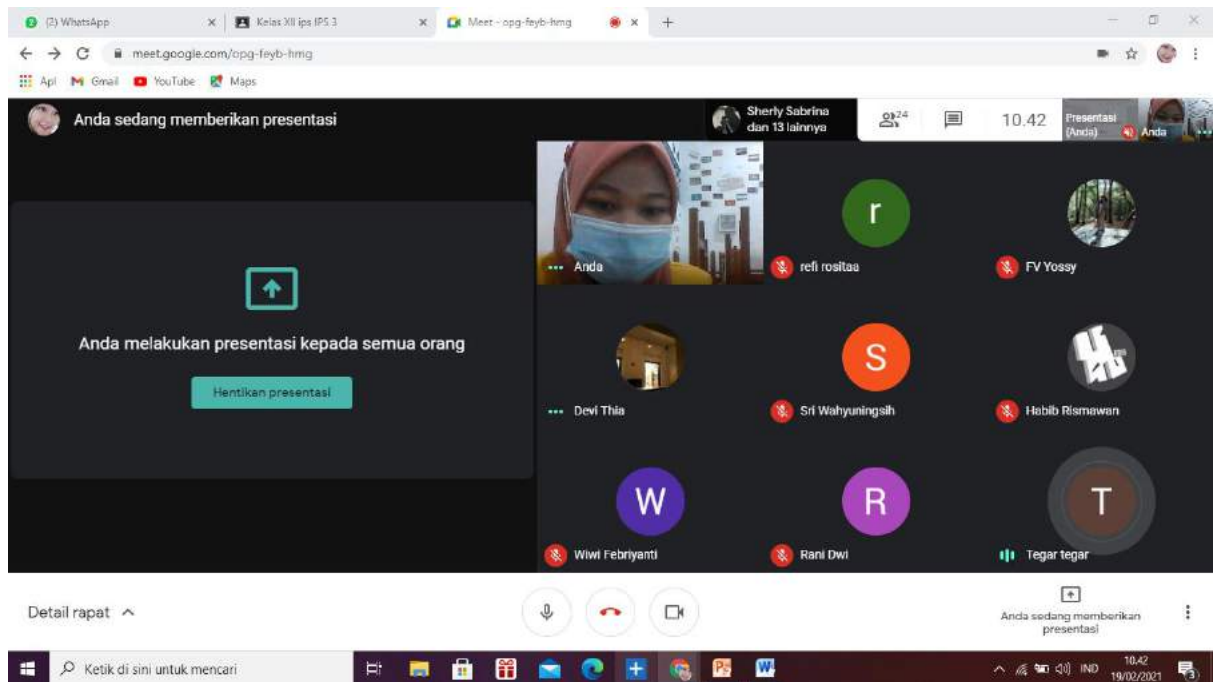 (2) WhatsApp
Kelas XII ips IPS 3
Meet - opg-feyb-hmg
meet.google.com/opg-feyb-hmg
Apl
Gmail
YouTube
Maps
Anda sedang memberikan presentasi
Sherly Sabrina
dan 13 lainnya
24
10.42
Presentasi
(Anda)
Anda
Anda
r
refi rositaa
FV Yossy
Anda melakukan presentasi kepada semua orang
Hentikan presentasi
Devi Thia
S
Sri Wahyuningsih
Habib Rismawan
W
Wiwi Febriyanti
R
Rani Dwi
T
Tegar tegar
Detail rapat
Anda sedang memberikan
presentasi
Ketik di sini untuk mencari
IND
10.42
19/02/2021
3